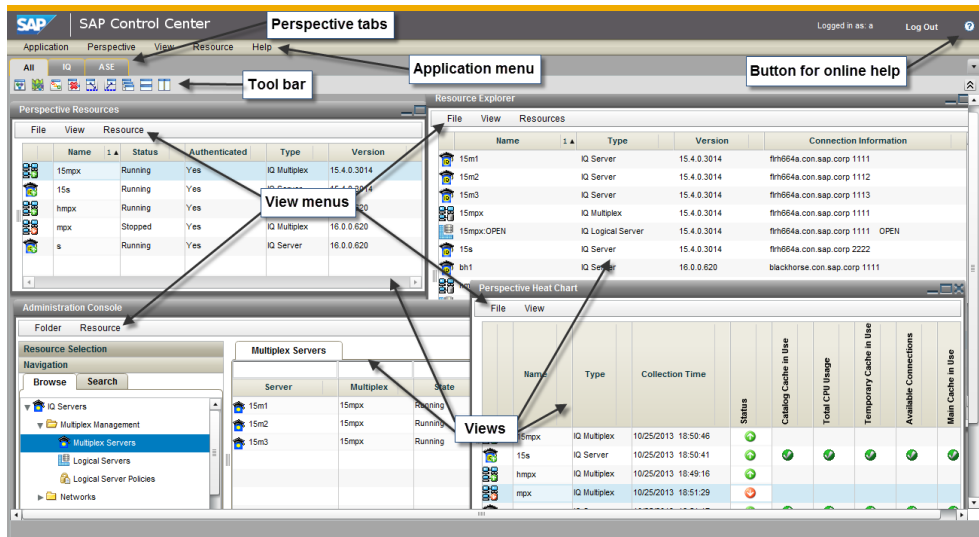 SAP SAP Control Center
Perspective tabs
Logged in as: a Log Out ?
Application Perspective View Resource Help
Application menu
Button for online help
All IQ ASE
Tool bar
Perspective Resources
File View Resource
Name 1 Status Authenticated Type Version
15mpx Running Yes IQ Multiplex 15.4.0.3014
15s Running Yes IQ Server
hmpx Running Yes
mpx Stopped Yes IQ Multiplex 16.0.0.620
s Running Yes IQ Server 16.0.0.620
View menus
Resource Explorer
File View Resources
Name 1 Type Version Connection Information
15m1 IQ Server 15.4.0.3014 flrh664a.con.sap.corp 1111
15m2 IQ Server 15.4.0.3014 flrh664a.con.sap.corp 1112
15m3 IQ Server 15.4.0.3014 flrh664a.con.sap.corp 1113
15mpx IQ Multiplex 15.4.0.3014 flrh664a.con.sap.corp 1111
15mpx:OPEN IQ Logical Server 15.4.0.3014 flrh664a.con.sap.corp 1111 OPEN
15s IQ Server 15.4.0.3014 flrh664a.con.sap.corp 2222
bh1 IQ Server 16.0.0.620 blackhorse.con.sap.corp 1111
Administration Console
Folder Resource
Resource Selection
Navigation
Browse Search
IQ Servers
Multiplex Management
Multiplex Servers
Logical Servers
Logical Server Policies
Networks
Multiplex Servers
Server Multiplex State
15m1 15mpx Running
15m2 15mpx Running
15m3 15mpx Running
Views
Perspective Heat Chart
File View
Name Type Collection Time Status Catalog Cache in Use Total CPU Usage Temporary Cache in Use Available Connections Main Cache in Use
15mpx IQ Multiplex 10/25/2013 18:50:46
15s IQ Server 10/25/2013 18:50:41
hmpx IQ Multiplex 10/25/2013 18:49:16
mpx IQ Multiplex 10/25/2013 18:51:29